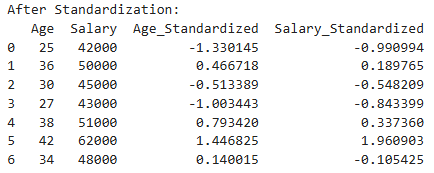 After Standardization:
Age Salary Age_Standardized Salary_Standardized
0 25 42000 -1.330145 -0.990994
1 36 50000 0.466718 0.189765
2 30 45000 -0.513389 -0.548209
3 27 43000 -1.003443 -0.843399
4 38 51000 0.793420 0.337360
5 42 62000 1.446825 1.960903
6 34 48000 0.140015 -0.105425